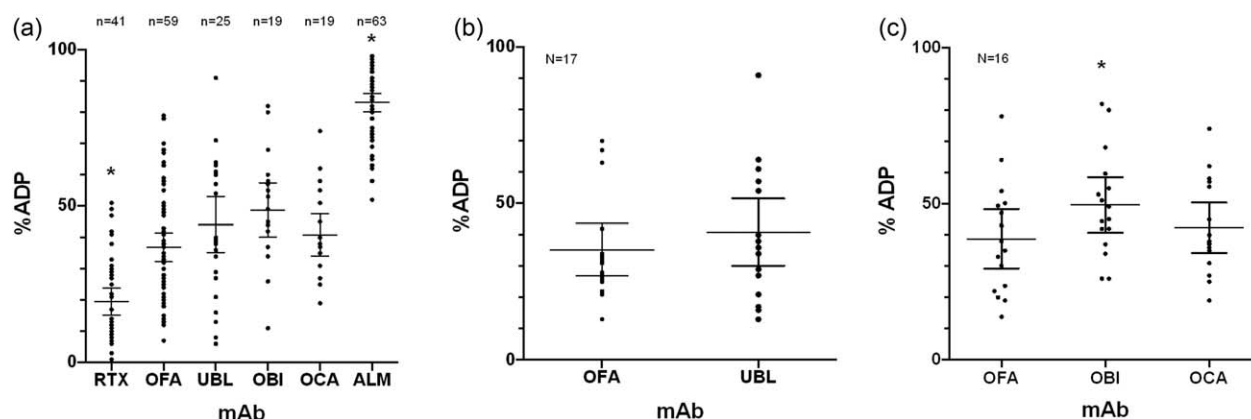 (a)
n=41 n=59 n=25 n=19 n=19 n=63
* *
100
50
0
%ADP
RTX OFA UBL OBI OCA ALM
mAb
(b)
N=17
100
50
0
%ADP
OFA UBL
mAb
(c)
N=16
*
100
50
0
% ADP
OFA OBI OCA
mAb